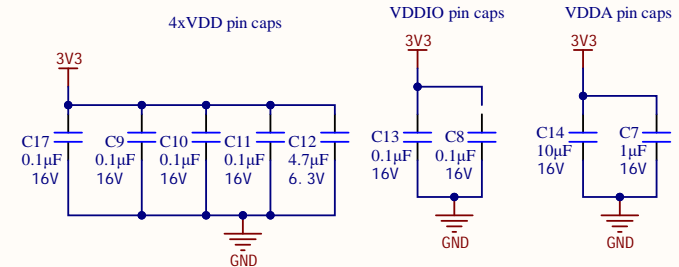 4xVDD pin caps
VDDIO pin caps
VDDA pin caps
3V3
3V3
3V3
C17
0.1µF
16V
C9
0.1µF
16V
C10
0.1µF
16V
C11
0.1µF
16V
C12
4.7µF
6.3V
C13
0.1µF
16V
C8
0.1µF
16V
C14
10µF
16V
C7
1µF
16V
GND
GND
GND